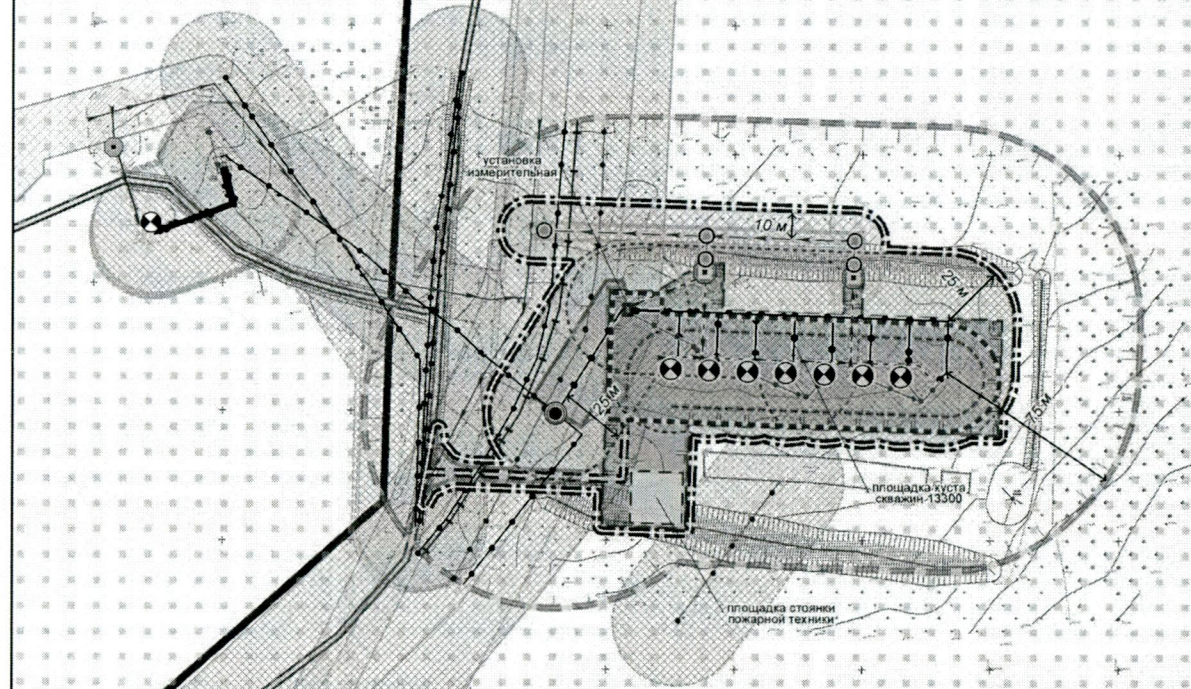 установка
измерительная
10 м
25 м
25 м
75 м
площадка куста
скважин 13300
площадка стоянки
пожарной техники